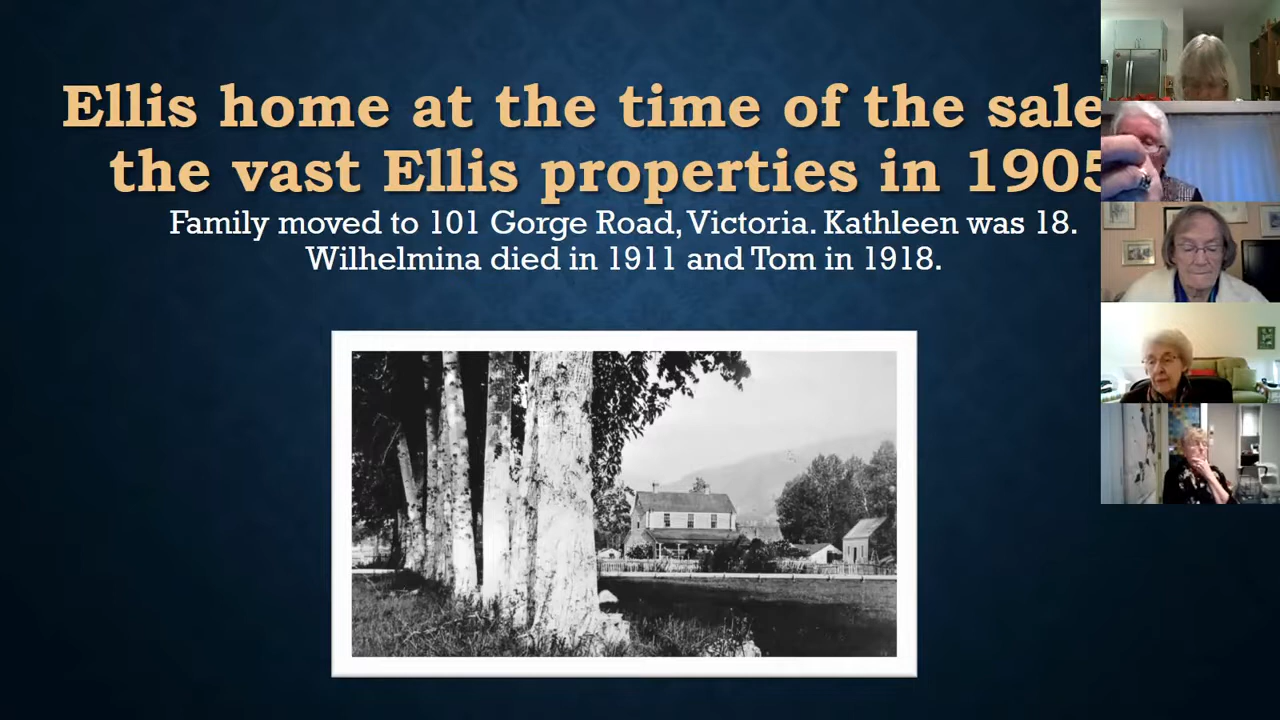 Ellis home at the time of the sale
the vast Ellis properties in 1905
Family moved to 101 Gorge Road, Victoria. Kathleen was 18.
Wilhelmina died in 1911 and Tom in 1918.